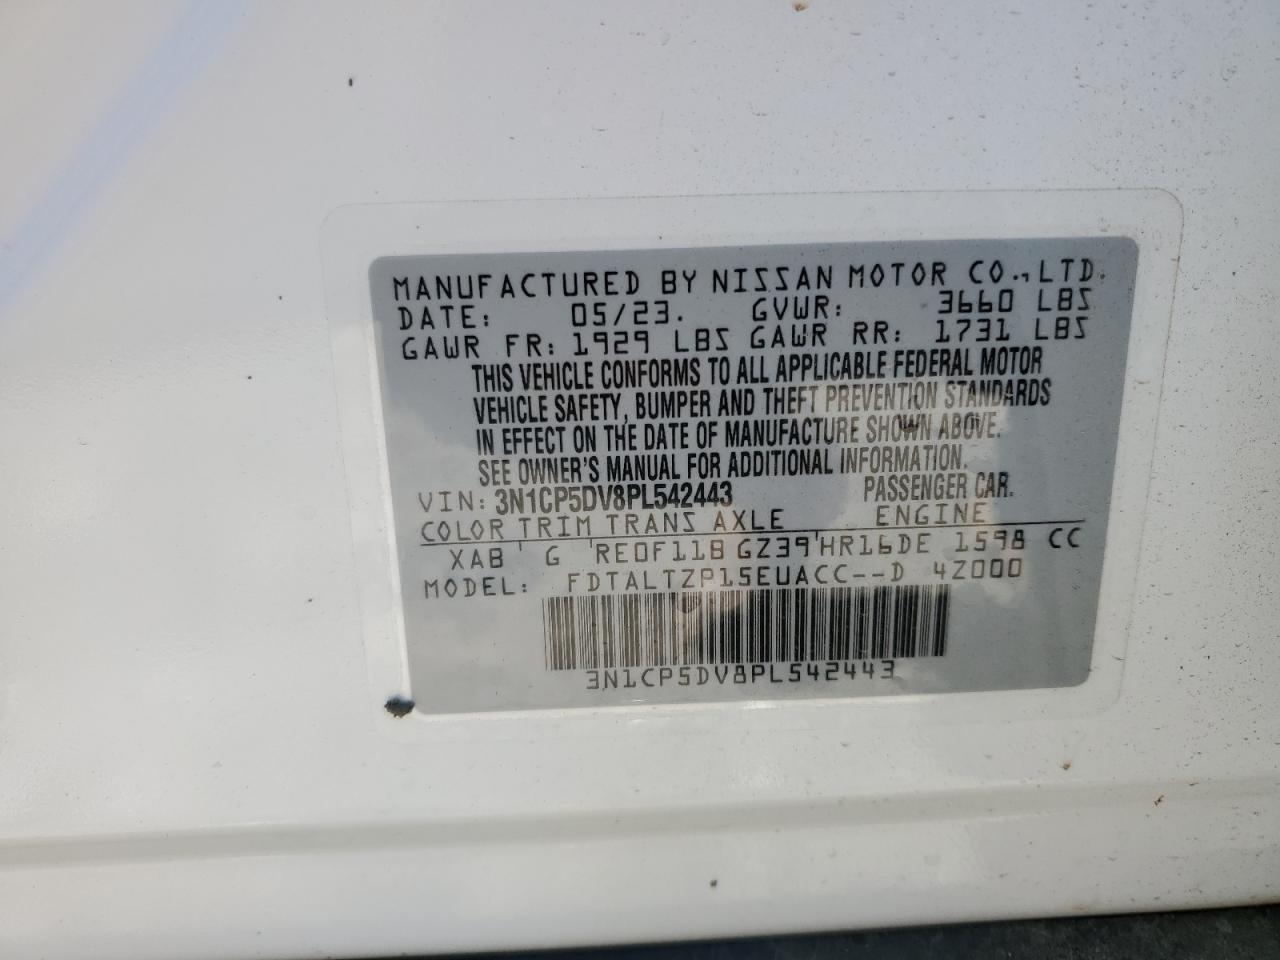 MANUFACTURED BY NISSAN MOTOR CO., LTD.
DATE: 05/23. GVWR: 3660 LBS
GAWR FR: 1929 LBS GAWR RR: 1731 LBS
THIS VEHICLE CONFORMS TO ALL APPLICABLE FEDERAL MOTOR
VEHICLE SAFETY, BUMPER AND THEFT PREVENTION STANDARDS
IN EFFECT ON THE DATE OF MANUFACTURE SHOWN ABOVE.
SEE OWNER'S MANUAL FOR ADDITIONAL INFORMATION.
VIN: 3N1CP5DV8PL542443 PASSENGER CAR.
COLOR TRIM TRANS AXLE ENGINE
XAB G RE0F11B GZ39 HR16DE 1598 CC
MODEL: FDTALTZP15EUACC--D 4Z000
3N1CP5DV8PL542443